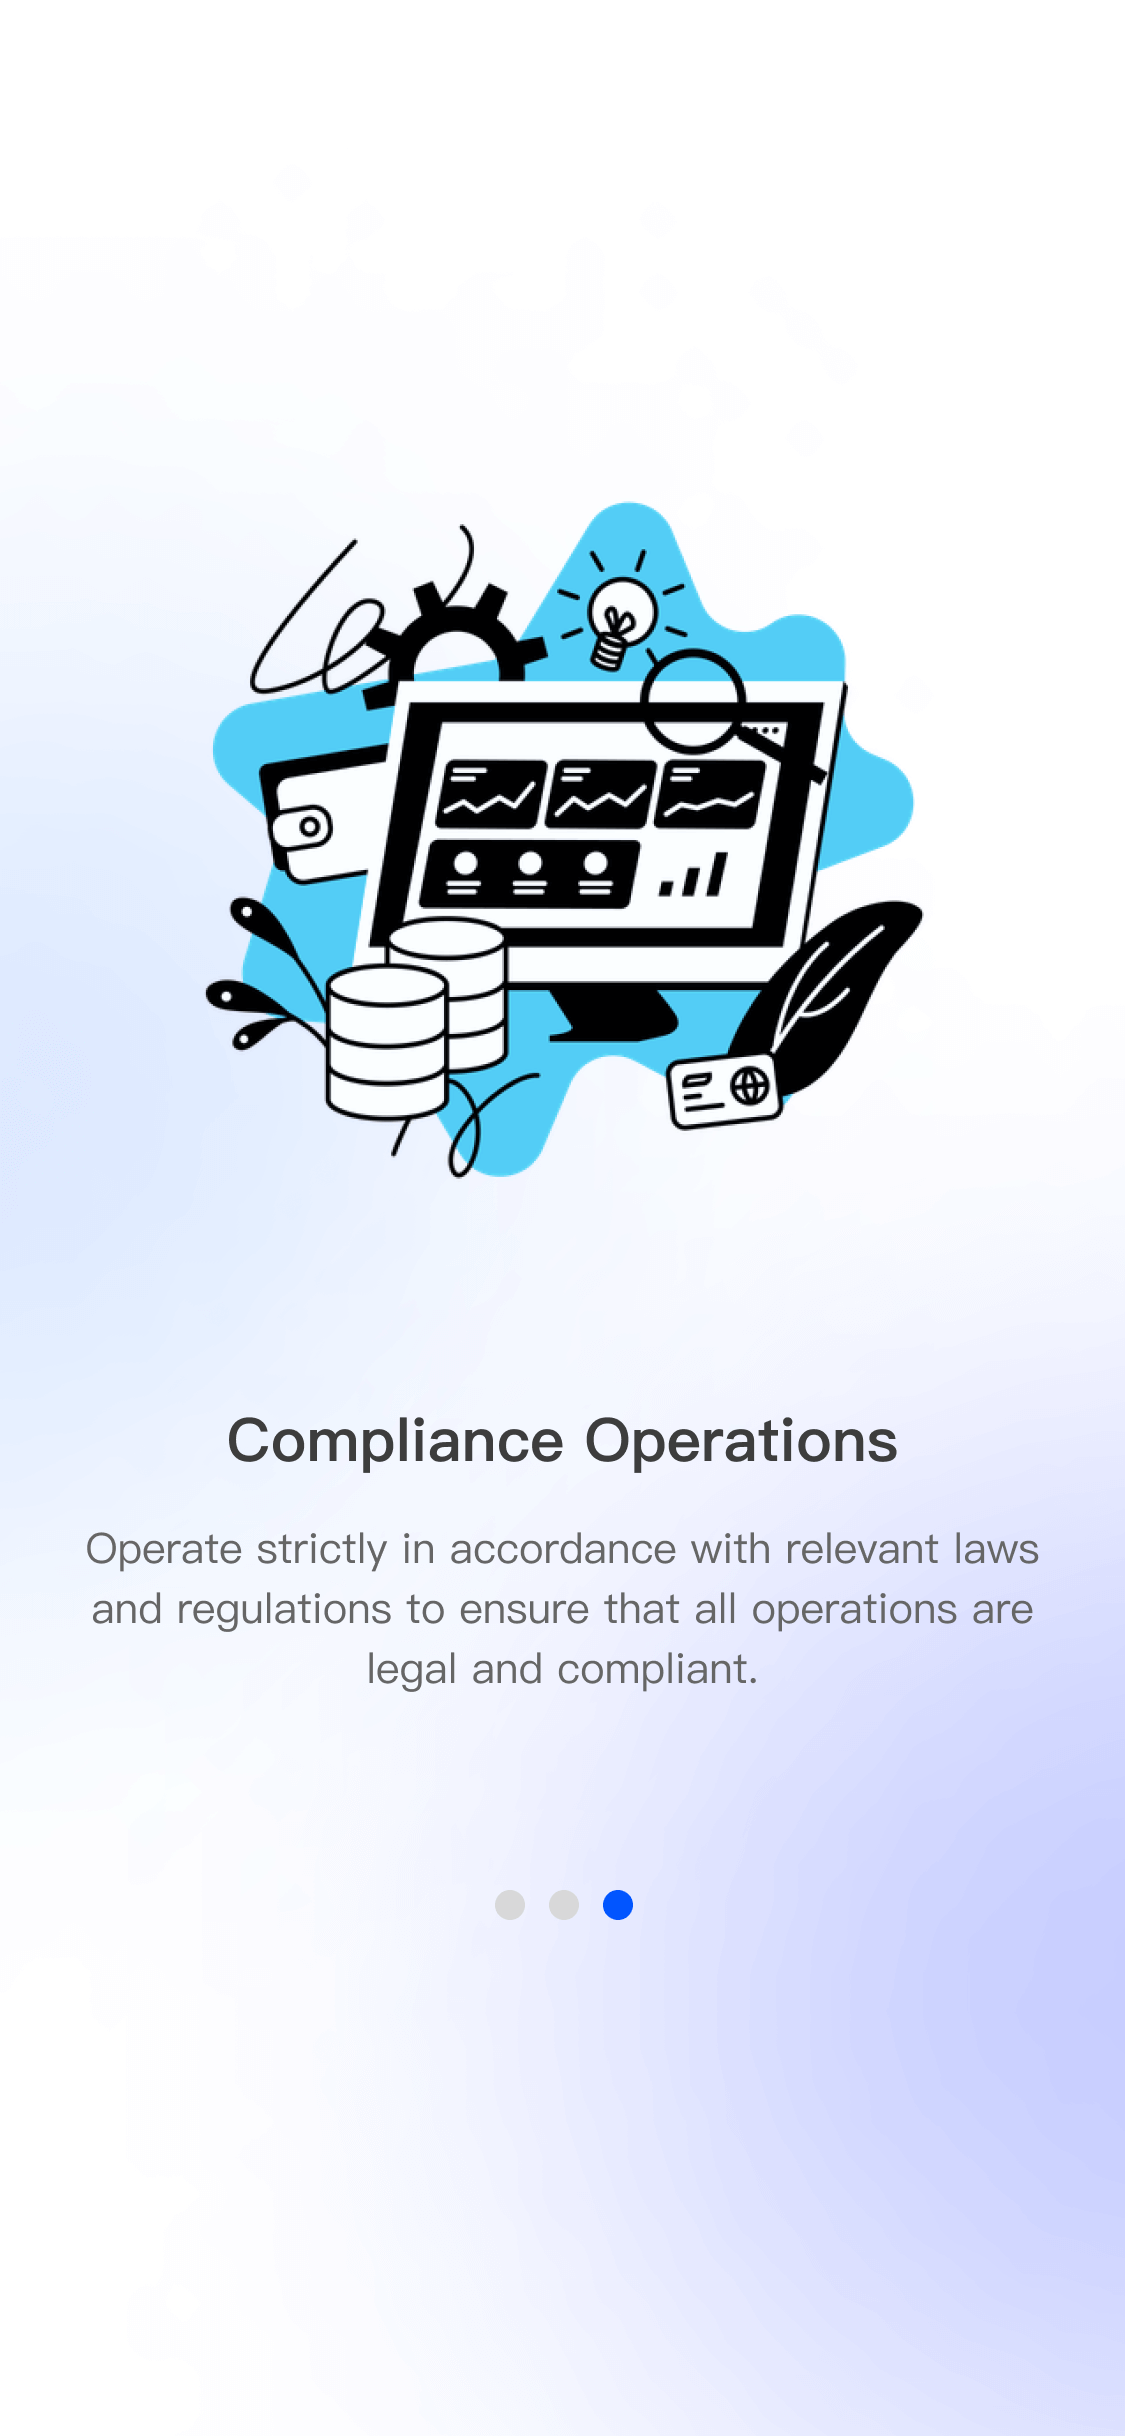 Compliance Operations
Operate strictly in accordance with relevant laws
and regulations to ensure that all operations are
legal and compliant.